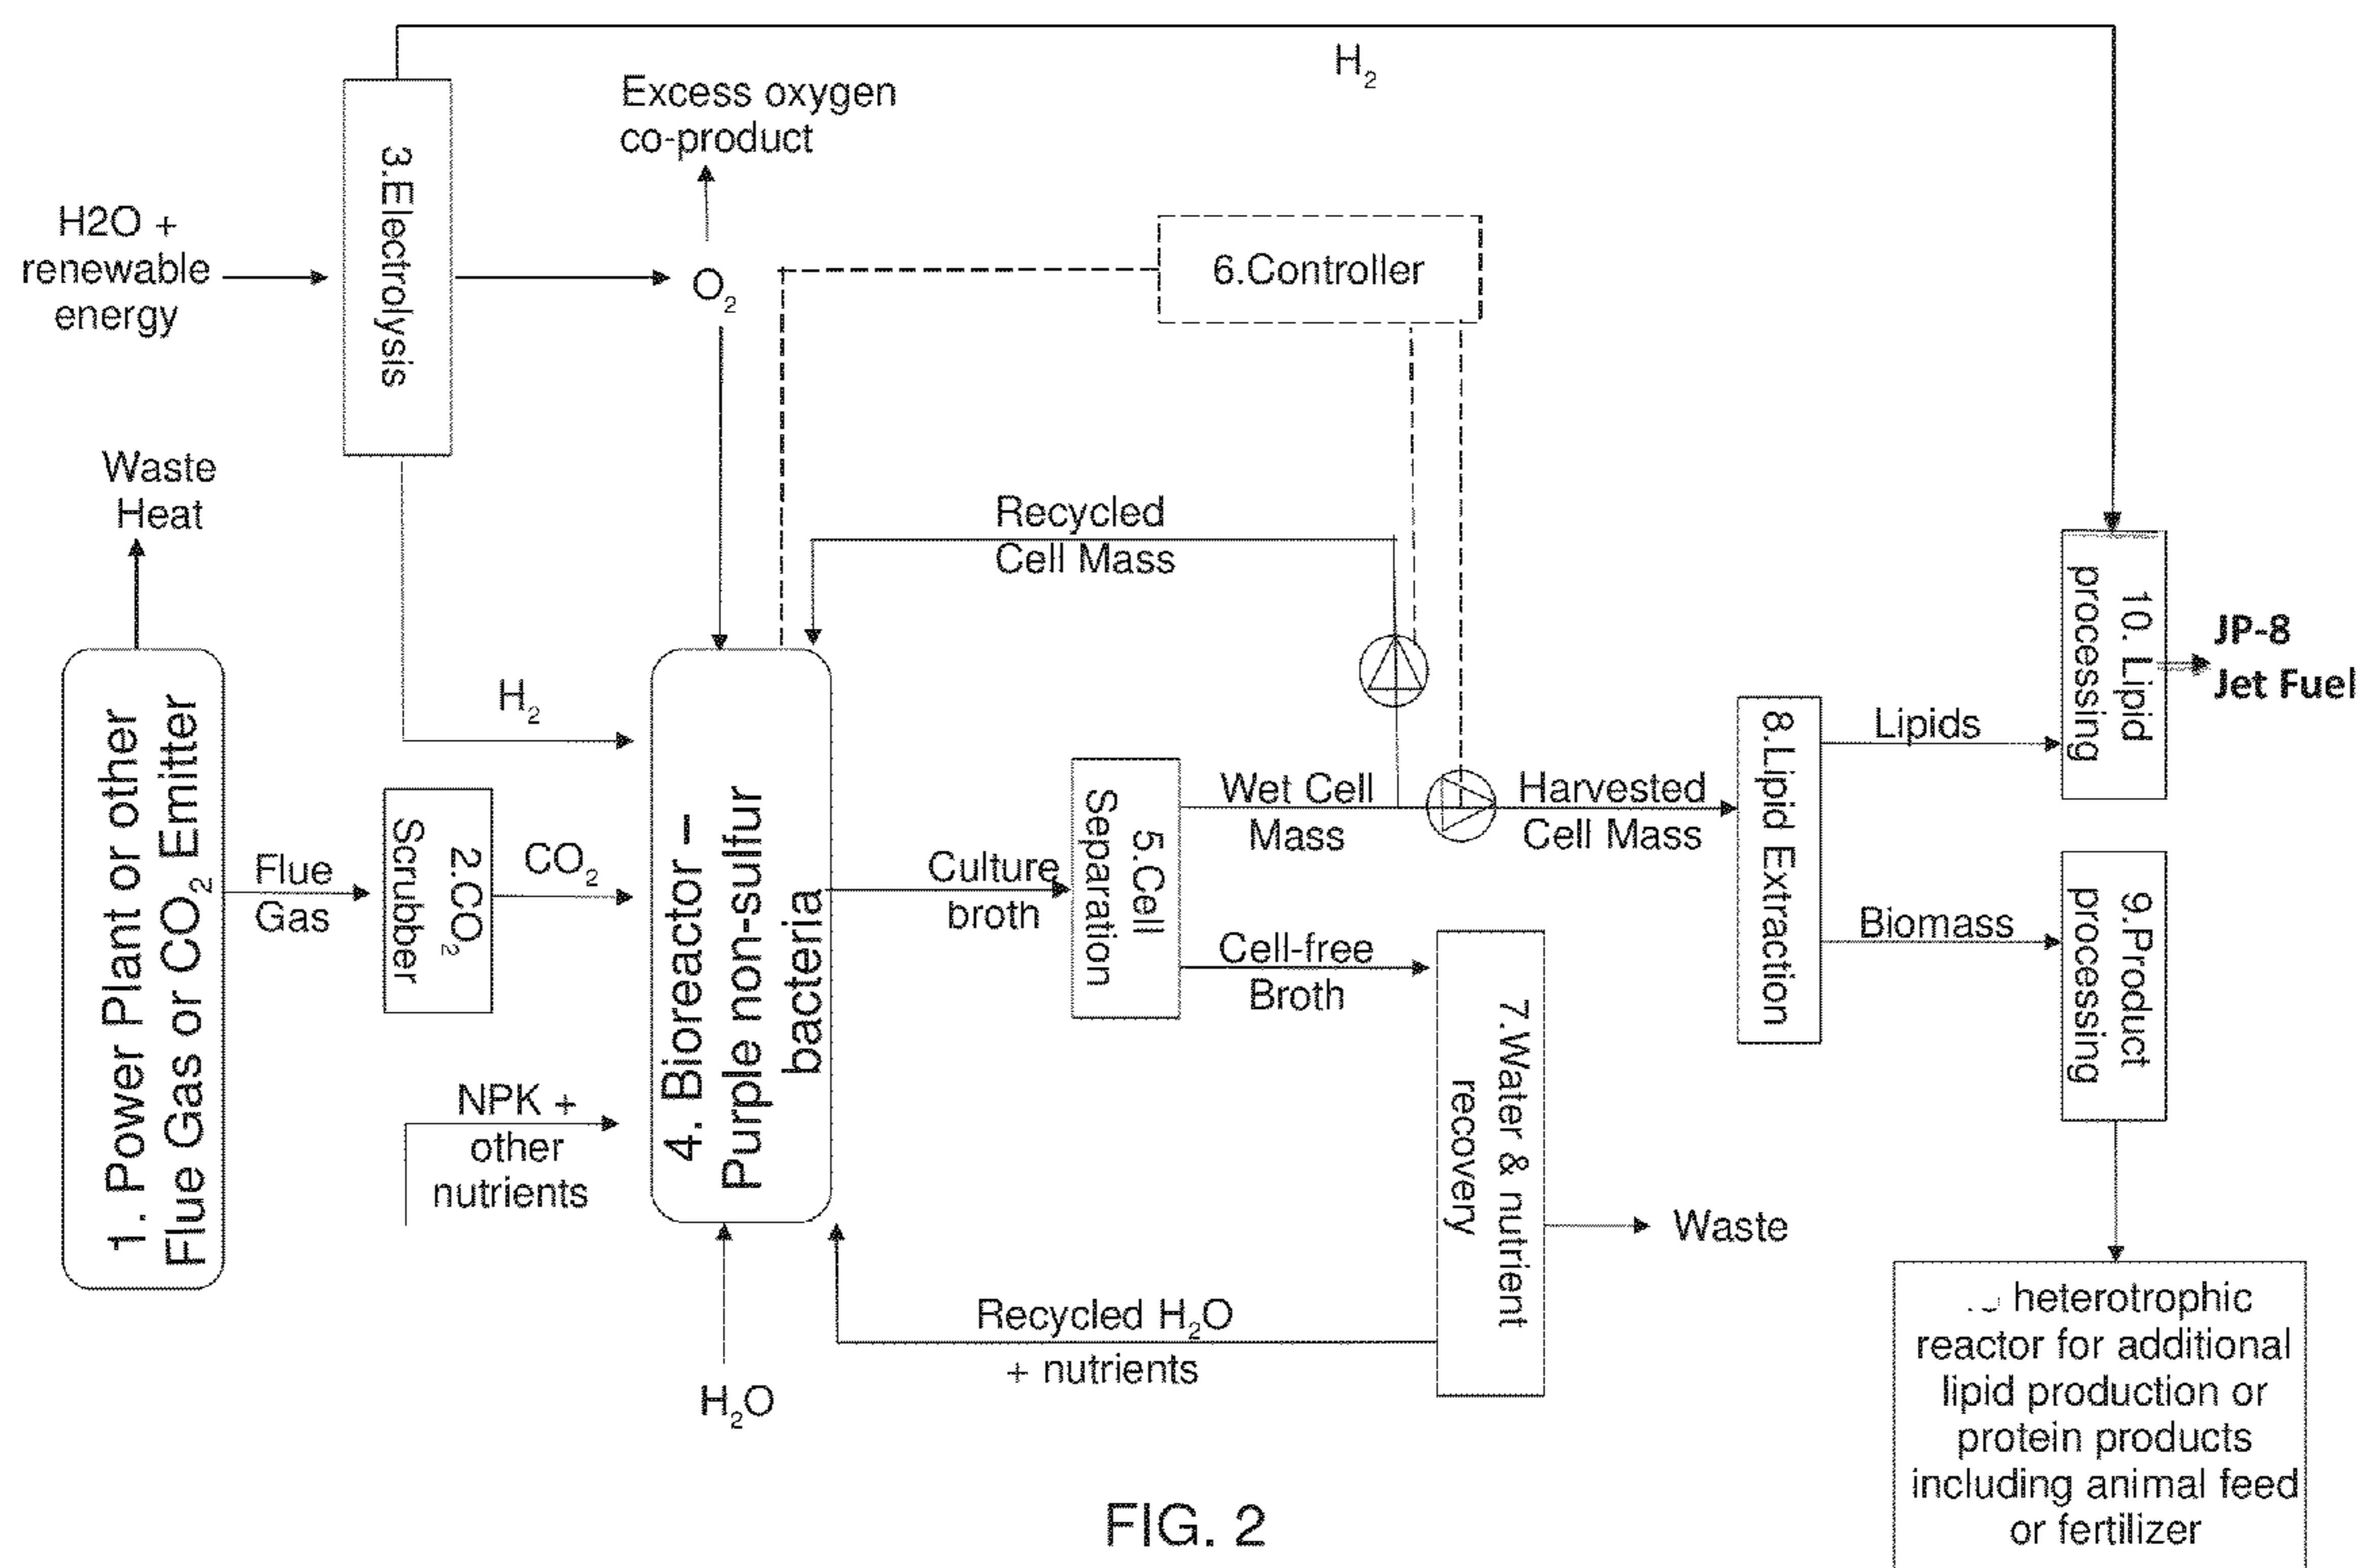 H₂
Excess oxygen
co-product
3.Electrolysis
H2O +
renewable
energy
O₂
6.Controller
Waste
Heat
Recycled
Cell Mass
10. Lipid
processing
JP-8
Jet Fuel
1. Power Plant or other
Flue Gas or CO₂ Emitter
H₂
4. Bioreactor –
Purple non-sulfur
bacteria
8.Lipid Extraction
Lipids
Flue
Gas
2.CO₂
Scrubber
CO₂
Culture
broth
5.Cell
Separation
Wet Cell
Mass
Harvested
Cell Mass
Cell-free
Broth
Biomass
9.Product
processing
NPK +
other
nutrients
7.Water & nutrient
recovery
Waste
Recycled H₂O
+ nutrients
H₂O
heterotrophic
reactor for additional
lipid production or
protein products
including animal feed
or fertilizer
FIG. 2